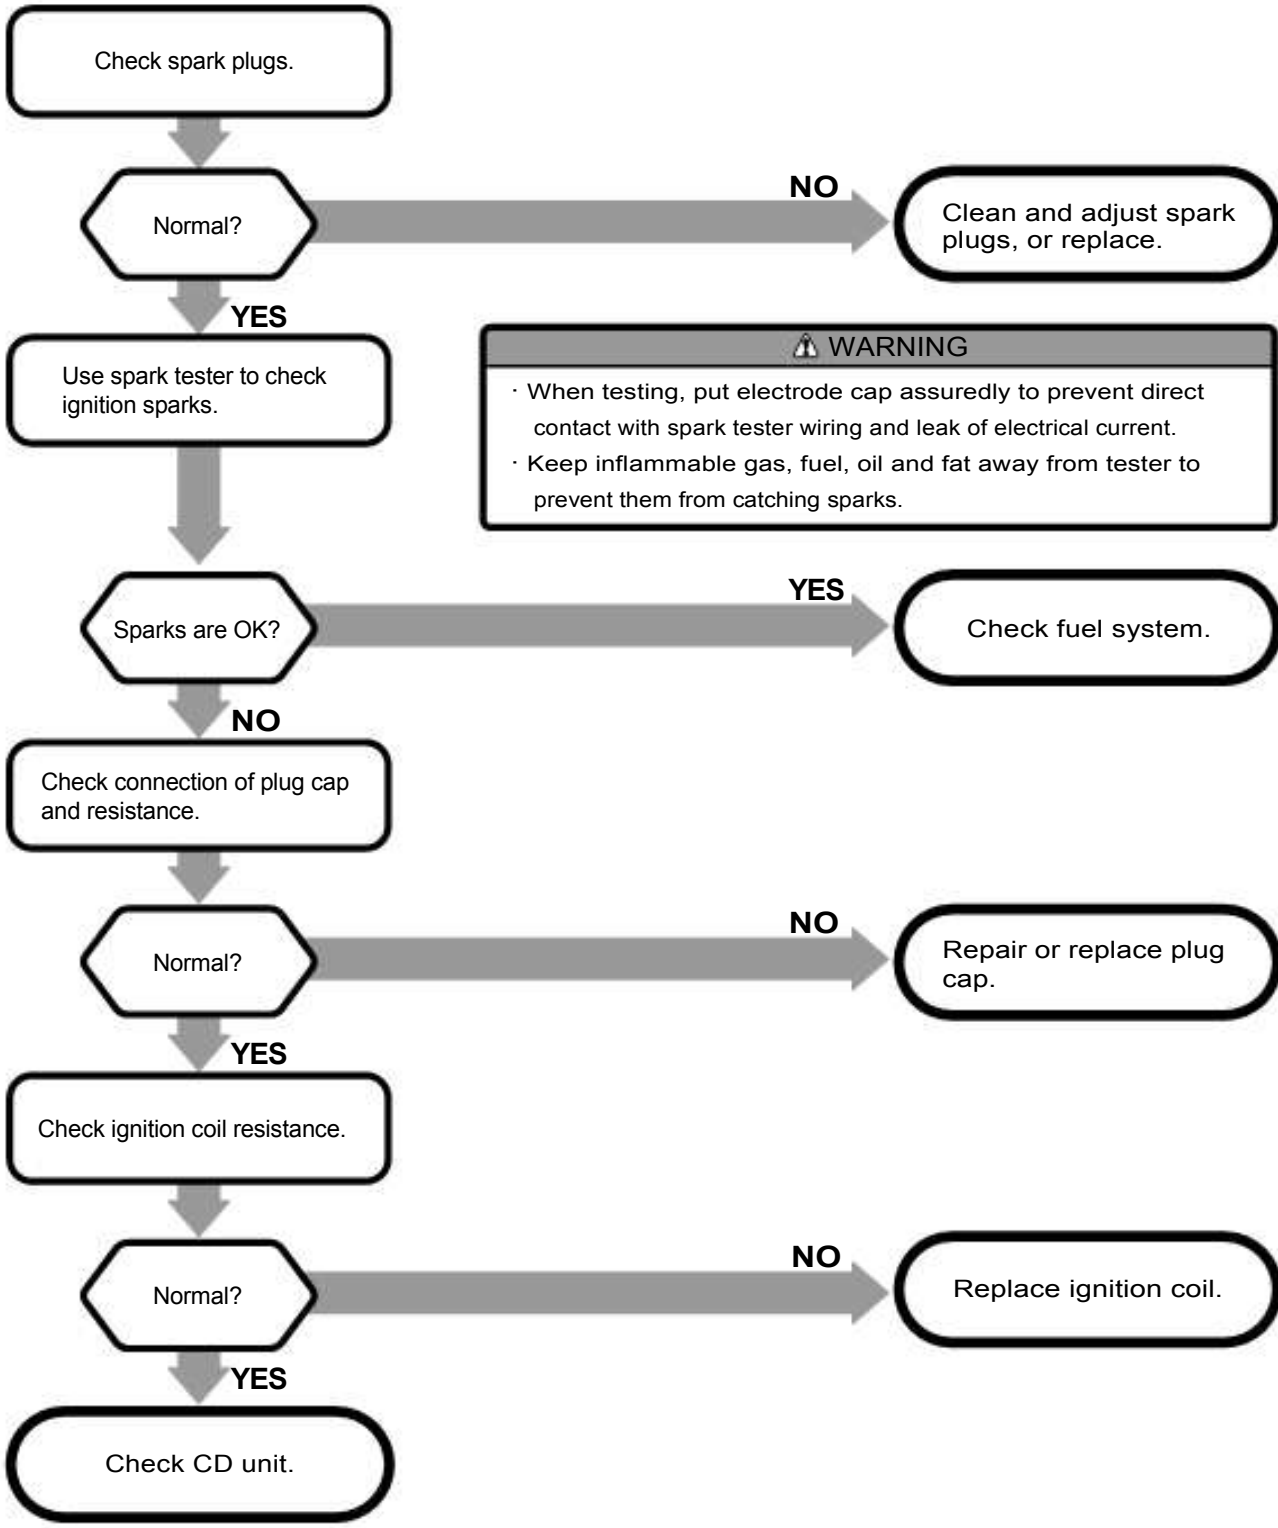 Check spark plugs.
Normal?
NO
Clean and adjust spark
plugs, or replace.
YES
Use spark tester to check
ignition sparks.
WARNING
· When testing, put electrode cap assuredly to prevent direct
contact with spark tester wiring and leak of electrical current.
· Keep inflammable gas, fuel, oil and fat away from tester to
prevent them from catching sparks.
Sparks are OK?
YES
Check fuel system.
NO
Check connection of plug cap
and resistance.
Normal?
NO
Repair or replace plug
cap.
YES
Check ignition coil resistance.
Normal?
NO
Replace ignition coil.
YES
Check CD unit.